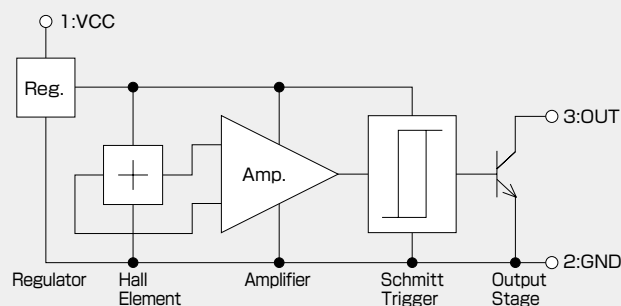 1:VCC
Reg.
3:OUT
Amp.
2:GND
Regulator
Hall
Element
Amplifier
Schmitt
Trigger
Output
Stage